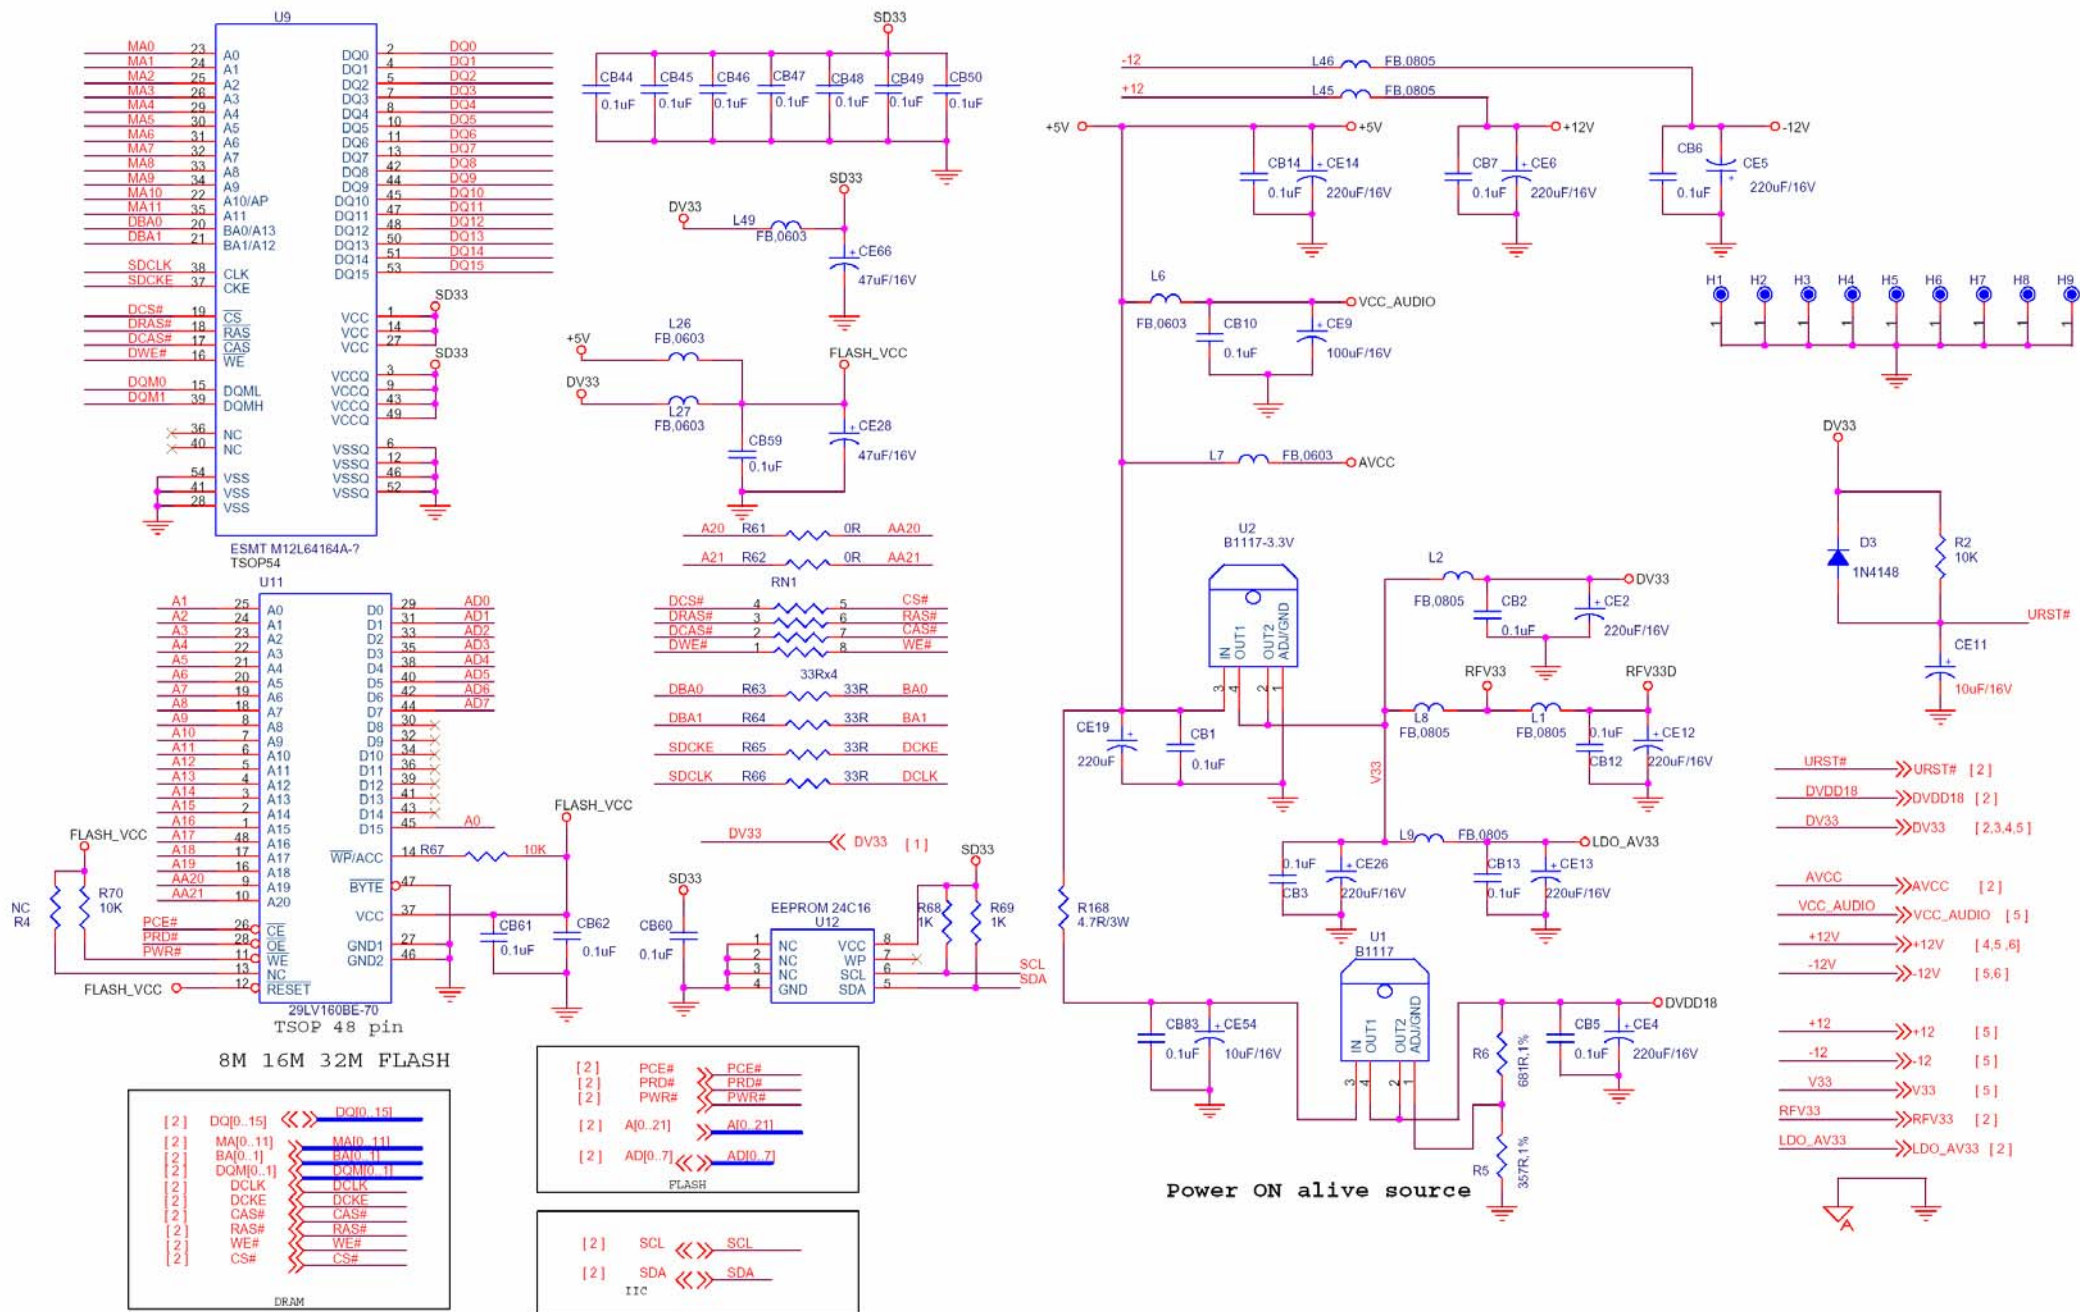 U9
MA0 23 A0 DQ0 2 DQ0
MA1 24 A1 DQ1 4 DQ1
MA2 25 A2 DQ2 5 DQ2
MA3 26 A3 DQ3 7 DQ3
MA4 29 A4 DQ4 8 DQ4
MA5 30 A5 DQ5 10 DQ5
MA6 31 A6 DQ6 11 DQ6
MA7 32 A7 DQ7 13 DQ7
MA8 33 A8 DQ8 42 DQ8
MA9 34 A9 DQ9 44 DQ9
MA10 22 A10/AP DQ10 45 DQ10
MA11 35 A11 DQ11 47 DQ11
DBA0 20 BA0/A13 DQ12 48 DQ12
DBA1 21 BA1/A12 DQ13 50 DQ13
DQ14 51 DQ14
SDCLK 38 CLK DQ15 53 DQ15
SDCKE 37 CKE
SD33
DCS# 19 CS VCC 1
DRAS# 18 RAS VCC 14
DCAS# 17 CAS VCC 27
DWE# 16 WE
SD33
VCCQ 3
DQM0 15 DQML VCCQ 9
DQM1 39 DQMH VCCQ 43
VCCQ 49
36 NC
40 NC VSSQ 6
VSSQ 12
54 VSS VSSQ 46
41 VSS VSSQ 52
28 VSS
ESMT M12L64164A-?
TSOP54
U11
A1 25 A0 D0 29 AD0
A2 24 A1 D1 31 AD1
A3 23 A2 D2 33 AD2
A4 22 A3 D3 35 AD3
A5 21 A4 D4 38 AD4
A6 20 A5 D5 40 AD5
A7 19 A6 D6 42 AD6
A8 18 A7 D7 44 AD7
A9 8 A8 D8 30
A10 7 A9 D9 32
A11 6 A10 D10 34
A12 5 A11 D11 36
A13 4 A12 D12 39
A14 3 A13 D13 41
A15 2 A14 D14 43
A16 1 A15 D15 45 A0
A17 48 A16
A18 17 A17 WP/ACC 14 R67 10K
A19 16 A18
AA20 9 A19 BYTE 47
AA21 10 A20
VCC 37
PCE# 26 CE
PRD# 28 OE GND1 27
PWR# 11 WE GND2 46
13 NC
FLASH_VCC 12 RESET
FLASH_VCC
NC
R4
R70
10K
FLASH_VCC
CB61
0.1uF
CB62
0.1uF
29LV160BE-70
TSOP 48 pin
8M 16M 32M FLASH
[2] DQ[0..15] DQ[0..15]
[2] MA[0..11] MA[0..11]
[2] BA[0..1] BA[0..1]
[2] DQM[0..1] DQM[0..1]
[2] DCLK DCLK
[2] DCKE DCKE
[2] CAS# CAS#
[2] RAS# RAS#
[2] WE# WE#
[2] CS# CS#
DRAM
SD33
CB44 CB45 CB46 CB47 CB48 CB49 CB50
0.1uF 0.1uF 0.1uF 0.1uF 0.1uF 0.1uF 0.1uF
SD33
DV33
L49
FB,0603
CE66
47uF/16V
L26
FB,0603
+5V
FLASH_VCC
DV33
L27
FB,0603
CB59
0.1uF
CE28
47uF/16V
A20 R61 0R AA20
A21 R62 0R AA21
RN1
DCS# 4 5 CS#
DRAS# 3 6 RAS#
DCAS# 2 7 CAS#
DWE# 1 8 WE#
33Rx4
DBA0 R63 33R BA0
DBA1 R64 33R BA1
SDCKE R65 33R DCKE
SDCLK R66 33R DCLK
DV33 DV33 [1]
SD33
SD33
CB60
0.1uF
R68
1K
R69
1K
EEPROM 24C16
U12
1 NC VCC 8
2 NC WP 7
3 NC SCL 6 SCL
4 GND SDA 5 SDA
[2] PCE# PCE#
[2] PRD# PRD#
[2] PWR# PWR#
[2] A[0..21] A[0..21]
[2] AD[0..7] AD[0..7]
FLASH
[2] SCL SCL
[2] SDA SDA
IIC
-12 L46 FB,0805
+12 L45 FB,0805
+5V +5V +12V -12V
CB14
0.1uF
CE14
220uF/16V
CB7
0.1uF
CE6
220uF/16V
CB6
0.1uF
CE5
220uF/16V
L6
FB,0603
VCC_AUDIO
CB10
0.1uF
CE9
100uF/16V
L7 FB,0603 AVCC
H1 H2 H3 H4 H5 H6 H7 H8 H9
1 1 1 1 1 1 1 1 1
U2
B1117-3.3V
IN OUT1 OUT2 ADJ/GND
3 4 2 1
CE19
220uF
CB1
0.1uF
L2
FB,0805
DV33
CB2
0.1uF
CE2
220uF/16V
RFV33 RFV33D
L8
FB,0805
L1
FB,0805
0.1uF
CB12
CE12
220uF/16V
V33
L9 FB,0805 LDO_AV33
0.1uF
CB3
CE26
220uF/16V
CB13
0.1uF
CE13
220uF/16V
R168
4.7R/3W
U1
B1117
IN OUT1 OUT2 ADJ/GND
3 4 2 1
CB83
0.1uF
CE54
10uF/16V
DVDD18
R6
681R,1%
R5
357R,1%
CB5
0.1uF
CE4
220uF/16V
Power ON alive source
DV33
D3
1N4148
R2
10K
URST#
CE11
10uF/16V
URST# URST# [2]
DVDD18 DVDD18 [2]
DV33 DV33 [2,3,4,5]
AVCC AVCC [2]
VCC_AUDIO VCC_AUDIO [5]
+12V +12V [4,5,6]
-12V -12V [5,6]
+12 +12 [5]
-12 -12 [5]
V33 V33 [5]
RFV33 RFV33 [2]
LDO_AV33 LDO_AV33 [2]
A